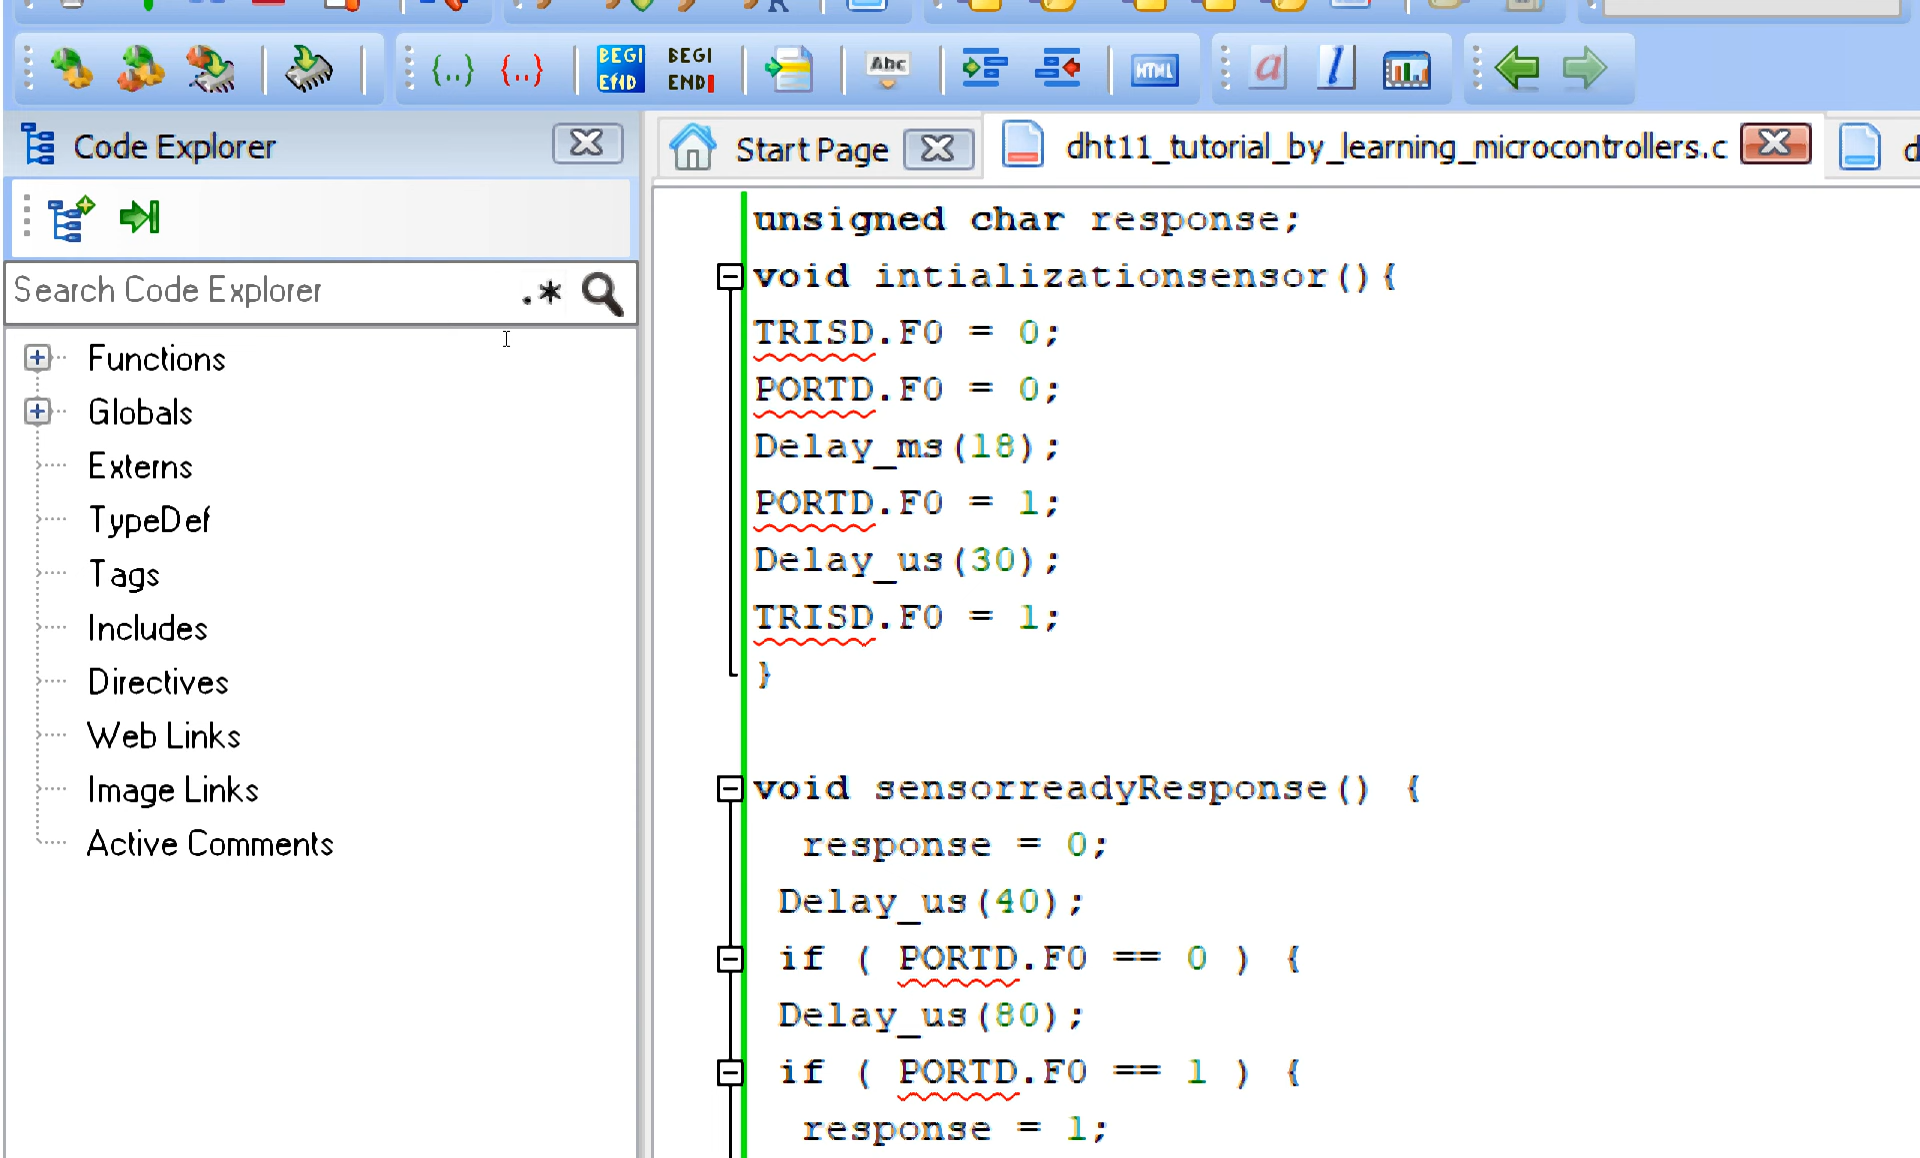 {..} {..} BEGI END BEGI END Abc HTML a l
Code Explorer
Start Page
dht11_tutorial_by_learning_microcontrollers.c
d
Search Code Explorer
.*
Functions
Globals
Externs
TypeDef
Tags
Includes
Directives
Web Links
Image Links
Active Comments
unsigned char response;
void intializationsensor(){
TRISD.F0 = 0;
PORTD.F0 = 0;
Delay_ms(18);
PORTD.F0 = 1;
Delay_us(30);
TRISD.F0 = 1;
}
void sensorreadyResponse() {
response = 0;
Delay_us(40);
if ( PORTD.F0 == 0 ) {
Delay_us(80);
if ( PORTD.F0 == 1 ) {
response = 1;